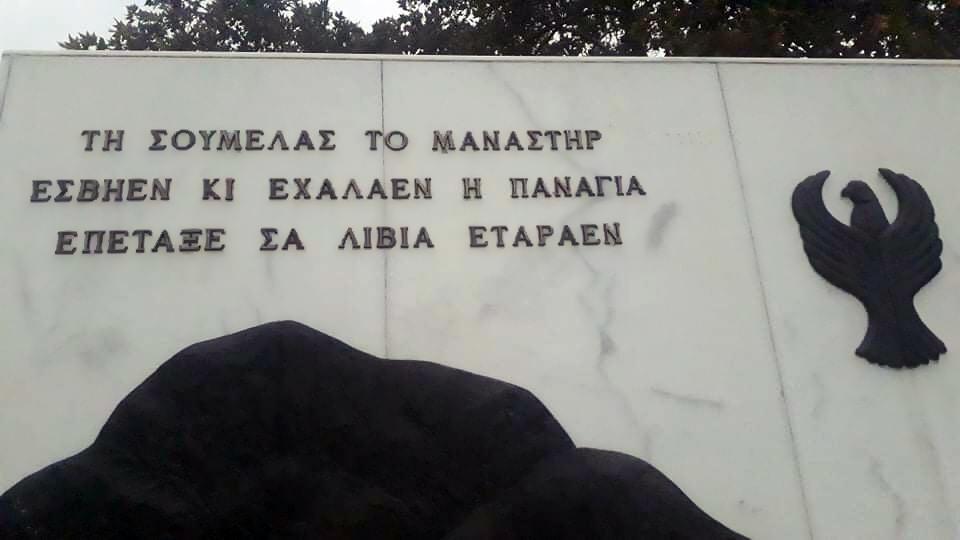 ΤΗ ΣΟΥΜΕΛΑΣ ΤΟ ΜΑΝΑΣΤΗΡ
ΕΣΒΗΕΝ ΚΙ ΕΧΑΛΑΕΝ Η ΠΑΝΑΓΙΑ
ΕΠΕΤΑΞΕ ΣΑ ΛΙΒΙΑ ΕΤΑΡΑΕΝ